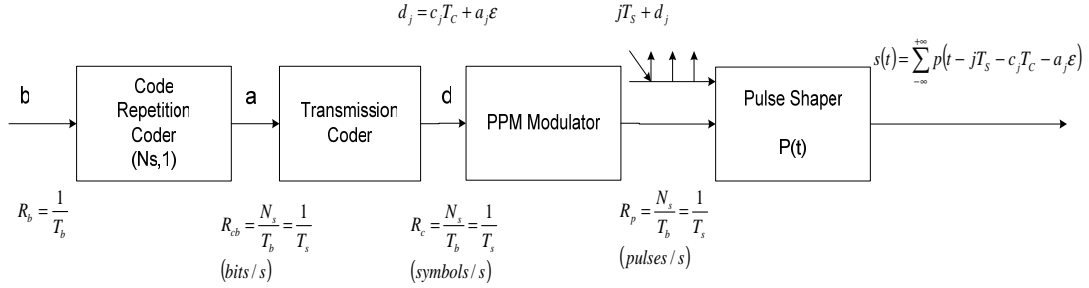 d_j = c_j T_C + a_j ε
jT_S + d_j
s(t) = ∑_{-∞}^{+∞} p(t - jT_S - c_j T_C - a_j ε)
b
Code
Repetition
Coder
(Ns,1)
a
Transmission
Coder
d
PPM Modulator
Pulse Shaper
P(t)
R_b = 1/T_b
R_cb = N_s/T_b = 1/T_s
(bits/s)
R_c = N_s/T_b = 1/T_s
(symbols/s)
R_p = N_s/T_b = 1/T_s
(pulses/s)